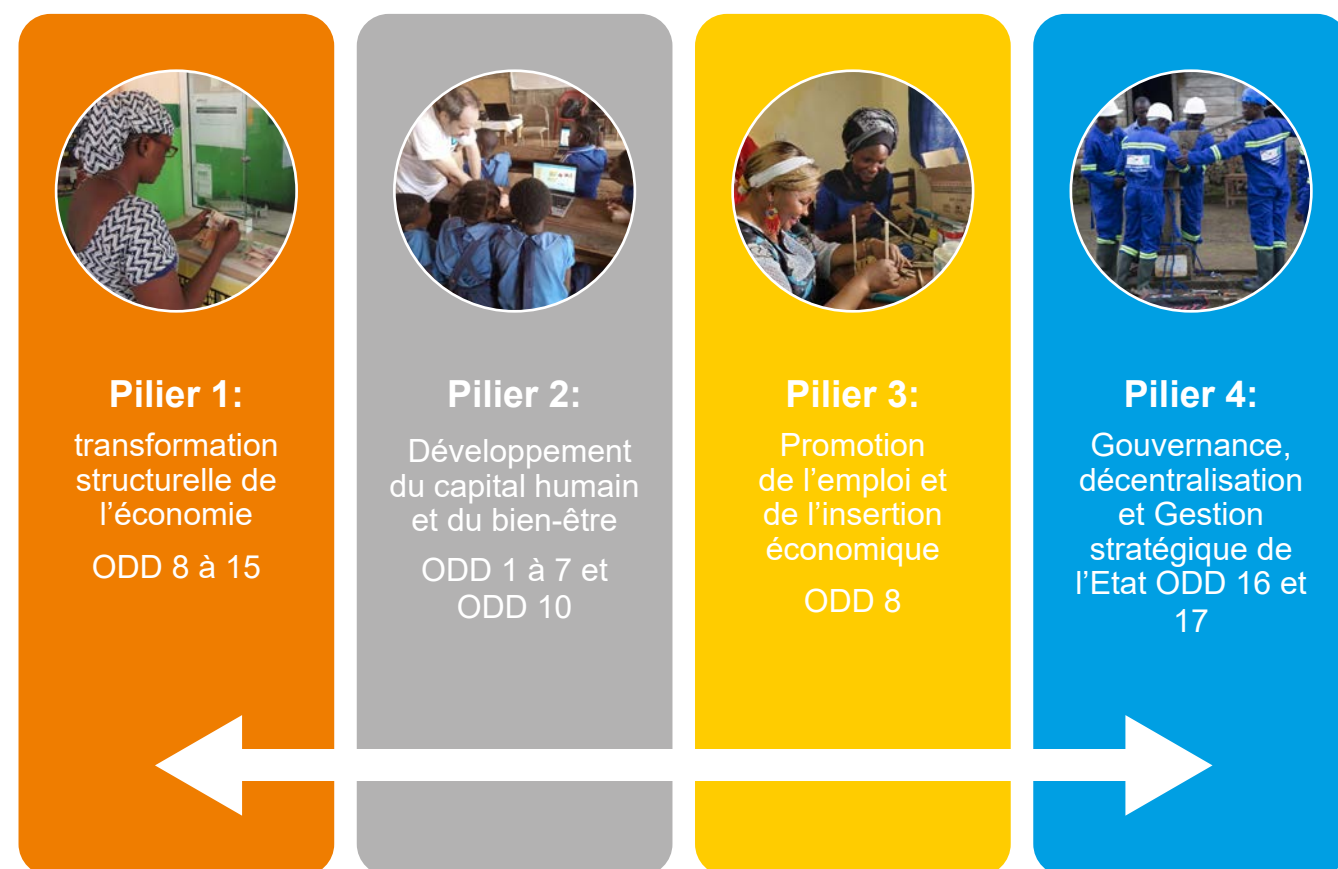 Pilier 1:
transformation
structurelle de
l’économie
ODD 8 à 15
Pilier 2:
Développement
du capital humain
et du bien-être
ODD 1 à 7 et
ODD 10
Pilier 3:
Promotion
de l’emploi et
de l’insertion
économique
ODD 8
Pilier 4:
Gouvernance,
décentralisation
et Gestion
stratégique de
l’Etat ODD 16 et
17